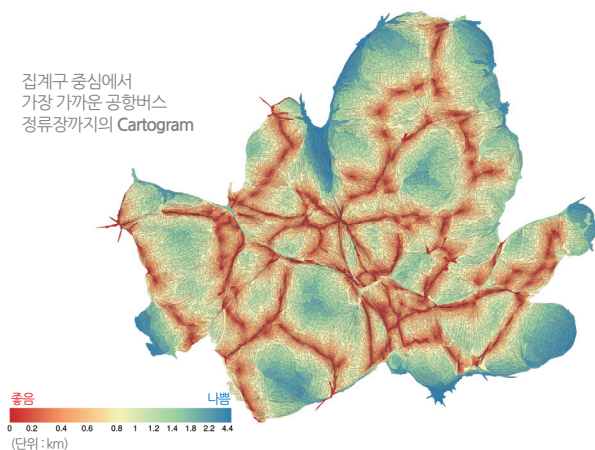 집계구 중심에서
가장 가까운 공항버스
정류장까지의 Cartogram
좋음 나쁨
0 0.2 0.4 0.6 0.8 1 1.2 1.4 1.6 1.8 2.2 4.4
(단위 : km)